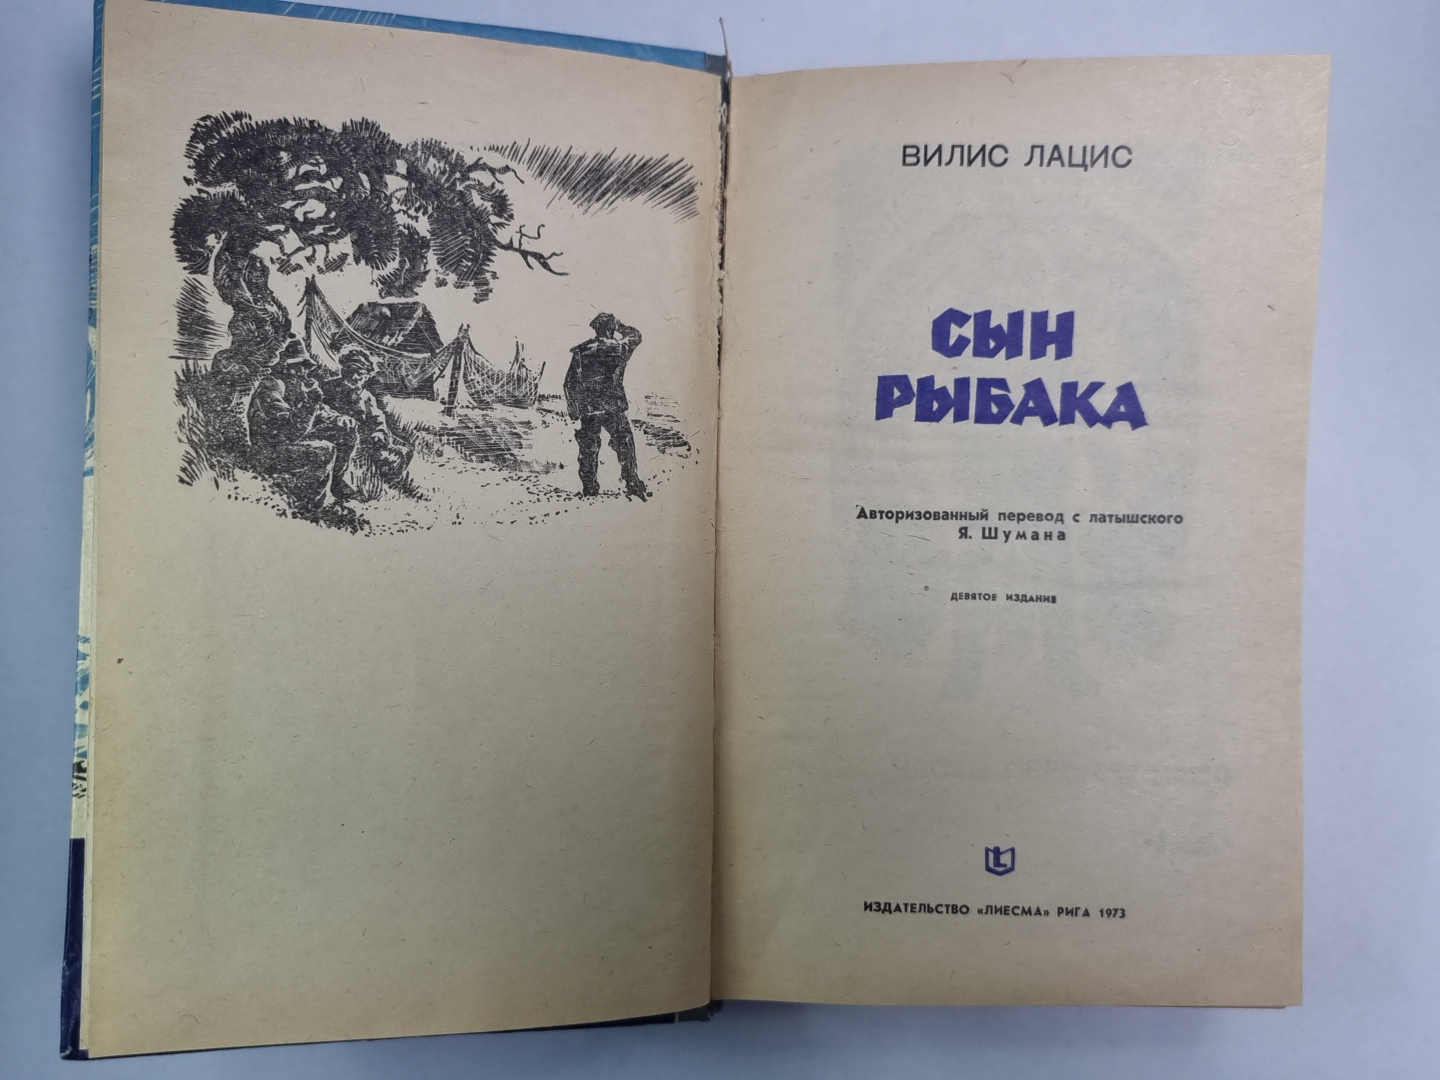 ВИЛИС ЛАЦИС
СЫН
РЫБАКА
Авторизованный перевод с латышского
Я. Шумана
ДЕВЯТОЕ ИЗДАНИЕ
L
ИЗДАТЕЛЬСТВО «ЛИЕСМА» РИГА 1973